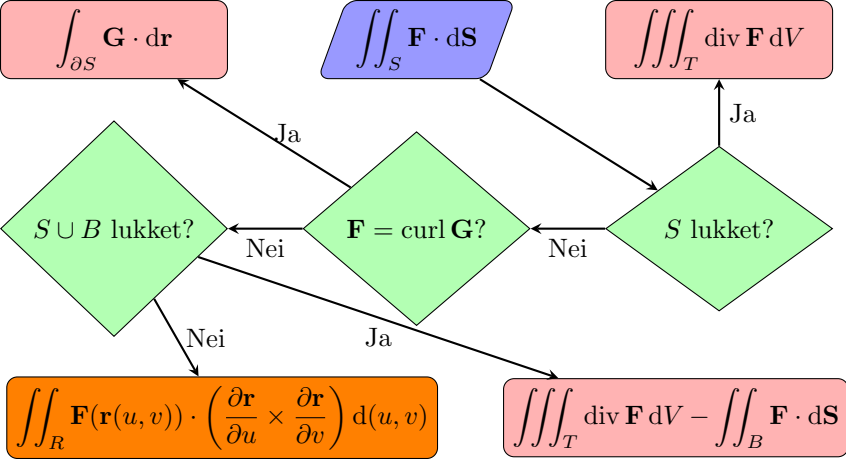 ∫_{∂S} 𝐆 · d𝐫
∬_S 𝐅 · d𝐒
∭_T div 𝐅 dV
Ja
Ja
S ∪ B lukket?
𝐅 = curl 𝐆?
S lukket?
Nei
Nei
Nei
Ja
∬_R 𝐅(𝐫(u, v)) · (∂𝐫/∂u × ∂𝐫/∂v) d(u, v)
∭_T div 𝐅 dV − ∬_B 𝐅 · d𝐒